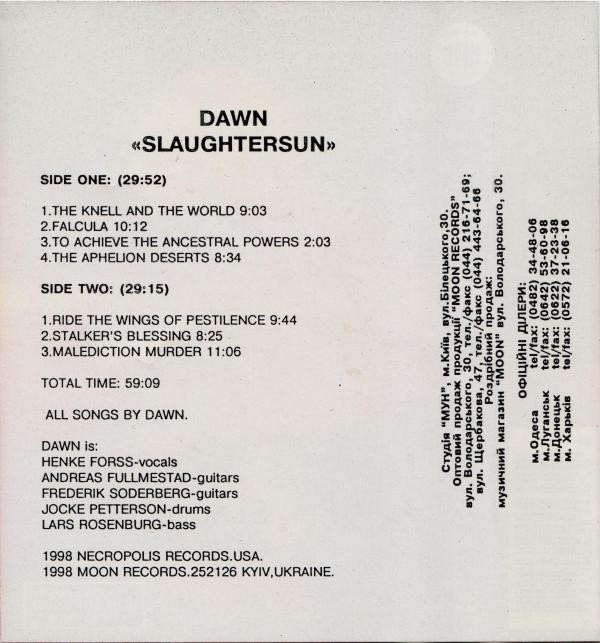 DAWN
«SLAUGHTERSUN»
SIDE ONE: (29:52)
1.THE KNELL AND THE WORLD 9:03
2.FALCULA 10:12
3.TO ACHIEVE THE ANCESTRAL POWERS 2:03
4.THE APHELION DESERTS 8:34
SIDE TWO: (29:15)
1.RIDE THE WINGS OF PESTILENCE 9:44
2.STALKER'S BLESSING 8:25
3.MALEDICTION MURDER 11:06
TOTAL TIME: 59:09
ALL SONGS BY DAWN.
DAWN is:
HENKE FORSS-vocals
ANDREAS FULLMESTAD-guitars
FREDERIK SODERBERG-guitars
JOCKE PETTERSON-drums
LARS ROSENBURG-bass
1998 NECROPOLIS RECORDS.USA.
1998 MOON RECORDS.252126 KYIV,UKRAINE.
Студія "МУН", м.Київ, вул.Білецького,30.
Оптовий продаж продукції "MOON RECORDS"
вул. Володарського, 30, тел./факс (044) 216-71-69;
вул. Щербакова, 47, тел./факс (044) 443-64-66
Роздрібний продаж:
музичний магазин "MOON" вул. Володарського, 30.
ОФІЦІЙНІ ДІЛЕРИ:
м.Одеса tel/fax: (0482) 34-48-06
м.Луганськ tel/fax: (0642) 53-60-98
м.Донецьк tel/fax: (0622) 37-23-38
м. Харьків tel/fax: (0572) 21-06-16